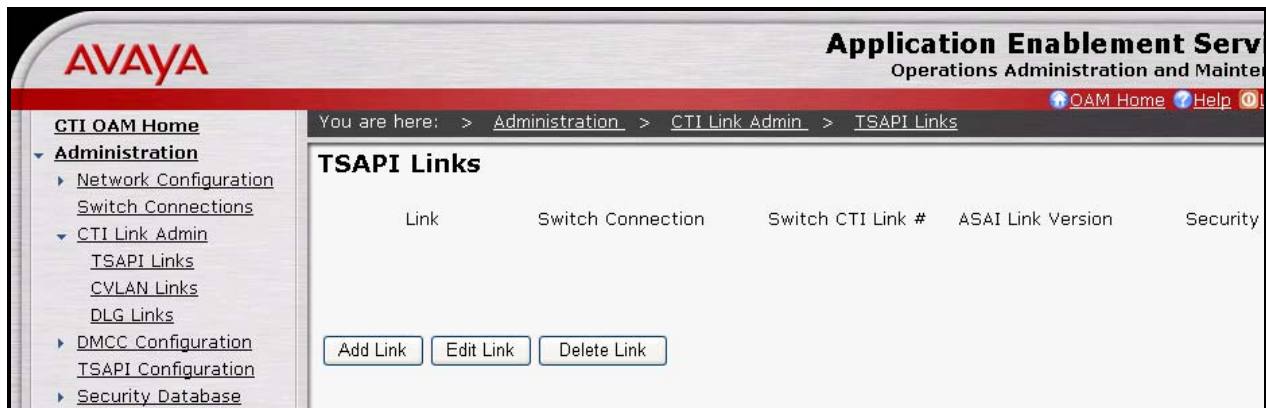 AVAYA
Application Enablement Servi
Operations Administration and Mainte
OAM Home Help
CTI OAM Home
You are here: > Administration > CTI Link Admin > TSAPI Links
Administration
Network Configuration
Switch Connections
CTI Link Admin
TSAPI Links
CVLAN Links
DLG Links
DMCC Configuration
TSAPI Configuration
Security Database
TSAPI Links
Link Switch Connection Switch CTI Link # ASAI Link Version Security
Add Link Edit Link Delete Link